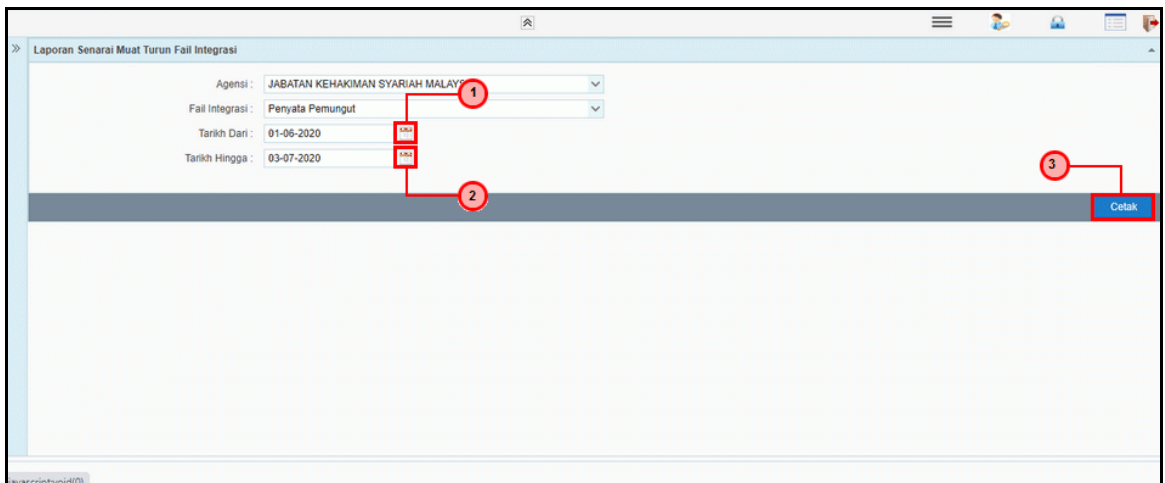 Laporan Senarai Muat Turun Fail Integrasi
Agensi : JABATAN KEHAKIMAN SYARIAH
1
Fail Integrasi : Penyata Pemungut
Tarikh Dari : 01-06-2020
Tarikh Hingga : 03-07-2020
3
2
Cetak